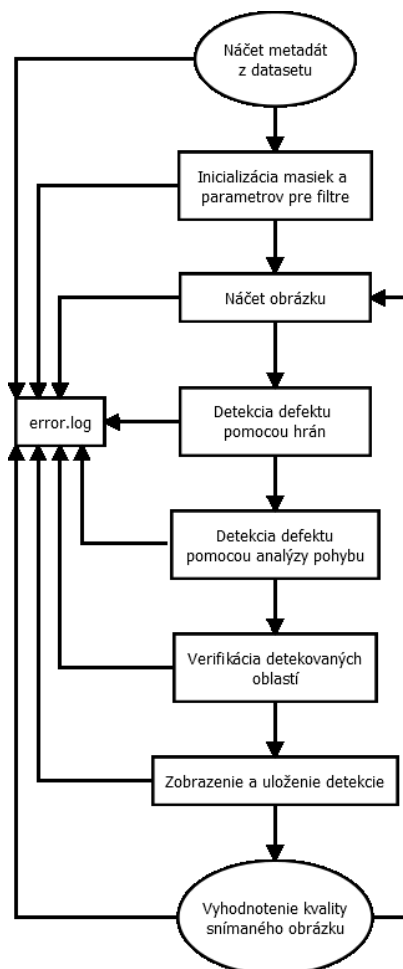 Náčet metadát
z datasetu
Inicializácia masiek a
parametrov pre filtre
Náčet obrázku
error.log
Detekcia defektu
pomocou hrán
Detekcia defektu
pomocou analýzy pohybu
Verifikácia detekovaných
oblastí
Zobrazenie a uloženie detekcie
Vyhodnotenie kvality
snímaného obrázku